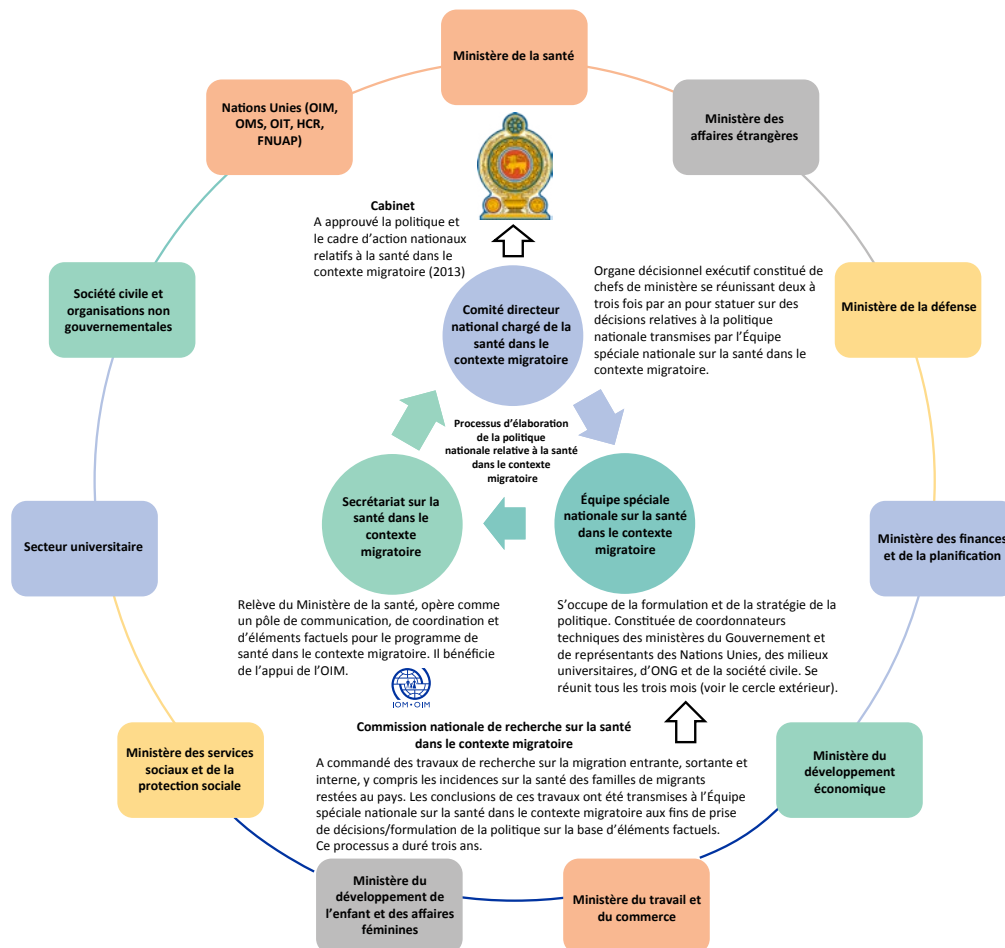 Ministère de la santé
Nations Unies (OIM,
OMS, OIT, HCR,
FNUAP)
Ministère des
affaires étrangères
Cabinet
A approuvé la politique et
le cadre d'action nationaux
relatifs à la santé dans le
contexte migratoire (2013)
Société civile et
organisations non
gouvernementales
Comité directeur
national chargé de la
santé dans le
contexte migratoire
Organe décisionnel exécutif constitué de
chefs de ministère se réunissant deux à
trois fois par an pour statuer sur des
décisions relatives à la politique
nationale transmises par l'Équipe
spéciale nationale sur la santé dans le
contexte migratoire.
Ministère de la défense
Processus d'élaboration
de la politique
nationale relative à la santé
dans le contexte
migratoire
Secteur universitaire
Secrétariat sur la
santé dans le
contexte
migratoire
Équipe spéciale
nationale sur la santé
dans le contexte
migratoire
Ministère des finances
et de la planification
Relève du Ministère de la santé, opère comme
un pôle de communication, de coordination et
d'éléments factuels pour le programme de
santé dans le contexte migratoire. Il bénéficie
de l'appui de l'OIM.
IOM • OIM
S'occupe de la formulation et de la stratégie de la
politique. Constituée de coordonnateurs
techniques des ministères du Gouvernement et
de représentants des Nations Unies, des milieux
universitaires, d'ONG et de la société civile. Se
réunit tous les trois mois (voir le cercle extérieur).
Commission nationale de recherche sur la santé
dans le contexte migratoire
A commandé des travaux de recherche sur la migration entrante, sortante et
interne, y compris les incidences sur la santé des familles de migrants
restées au pays. Les conclusions de ces travaux ont été transmises à l'Équipe
spéciale nationale sur la santé dans le contexte migratoire aux fins de prise
de décisions/formulation de la politique sur la base d'éléments factuels.
Ce processus a duré trois ans.
Ministère des services
sociaux et de la
protection sociale
Ministère du
développement
économique
Ministère du
développement de
l'enfant et des affaires
féminines
Ministère du travail et
du commerce